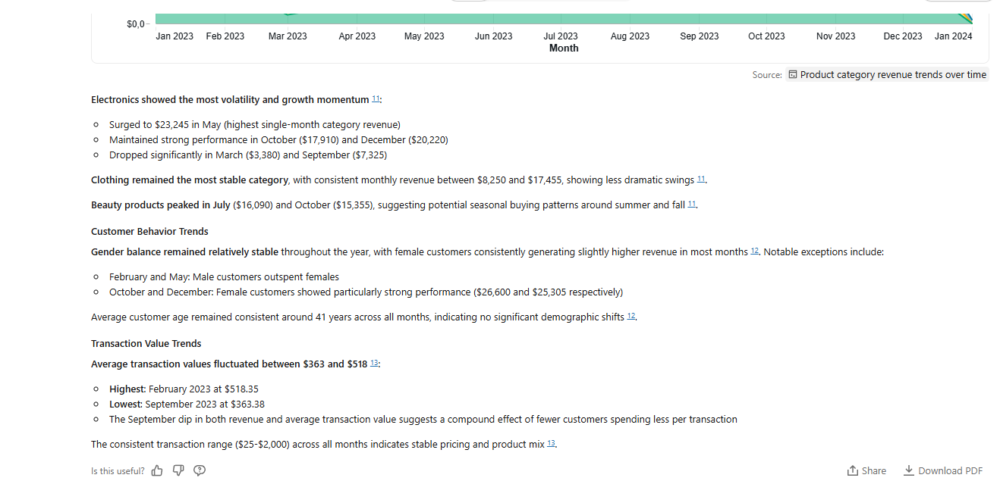 $0,0
Jan 2023 Feb 2023 Mar 2023 Apr 2023 May 2023 Jun 2023 Jul 2023 Aug 2023 Sep 2023 Oct 2023 Nov 2023 Dec 2023 Jan 2024
Month
Source: Product category revenue trends over time
Electronics showed the most volatility and growth momentum 11:
Surged to $23,245 in May (highest single-month category revenue)
Maintained strong performance in October ($17,910) and December ($20,220)
Dropped significantly in March ($3,380) and September ($7,325)
Clothing remained the most stable category, with consistent monthly revenue between $8,250 and $17,455, showing less dramatic swings 11.
Beauty products peaked in July ($16,090) and October ($15,355), suggesting potential seasonal buying patterns around summer and fall 11.
Customer Behavior Trends
Gender balance remained relatively stable throughout the year, with female customers consistently generating slightly higher revenue in most months 12. Notable exceptions include:
February and May: Male customers outspent females
October and December: Female customers showed particularly strong performance ($26,600 and $25,305 respectively)
Average customer age remained consistent around 41 years across all months, indicating no significant demographic shifts 12.
Transaction Value Trends
Average transaction values fluctuated between $363 and $518 13:
Highest: February 2023 at $518.35
Lowest: September 2023 at $363.38
The September dip in both revenue and average transaction value suggests a compound effect of fewer customers spending less per transaction
The consistent transaction range ($25-$2,000) across all months indicates stable pricing and product mix 13.
Is this useful? Share Download PDF